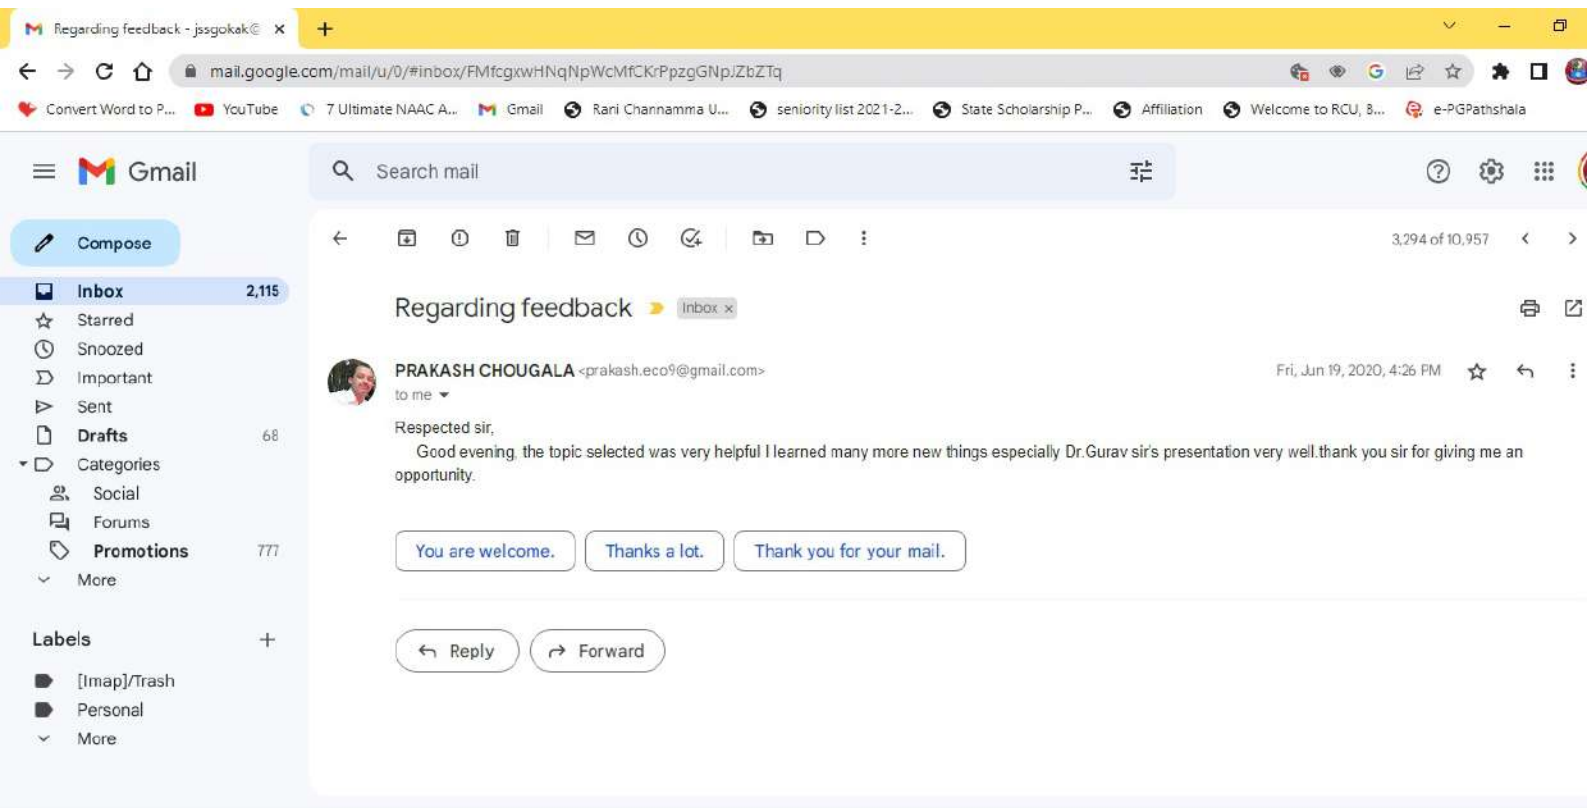 Regarding feedback - jssgokak@
mail.google.com/mail/u/0/#inbox/FMfcgxwHNqNpWcMfCKrPpzgGNpJZbZTq
Convert Word to P... YouTube 7 Ultimate NAAC A... Gmail Rani Channamma U... seniority list 2021-2... State Scholarship P... Affiliation Welcome to RCU, B... e-PGPathshala
Gmail
Search mail
Compose
3,294 of 10,957
Inbox 2,115
Starred
Snoozed
Important
Sent
Drafts 68
Categories
Social
Forums
Promotions 777
More
Labels
[Imap]/Trash
Personal
More
Regarding feedback Inbox x
PRAKASH CHOUGALA <prakash.eco9@gmail.com> Fri, Jun 19, 2020, 4:26 PM
to me
Respected sir,
Good evening, the topic selected was very helpful I learned many more new things especially Dr.Gurav sir's presentation very well.thank you sir for giving me an
opportunity.
You are welcome. Thanks a lot. Thank you for your mail.
Reply Forward